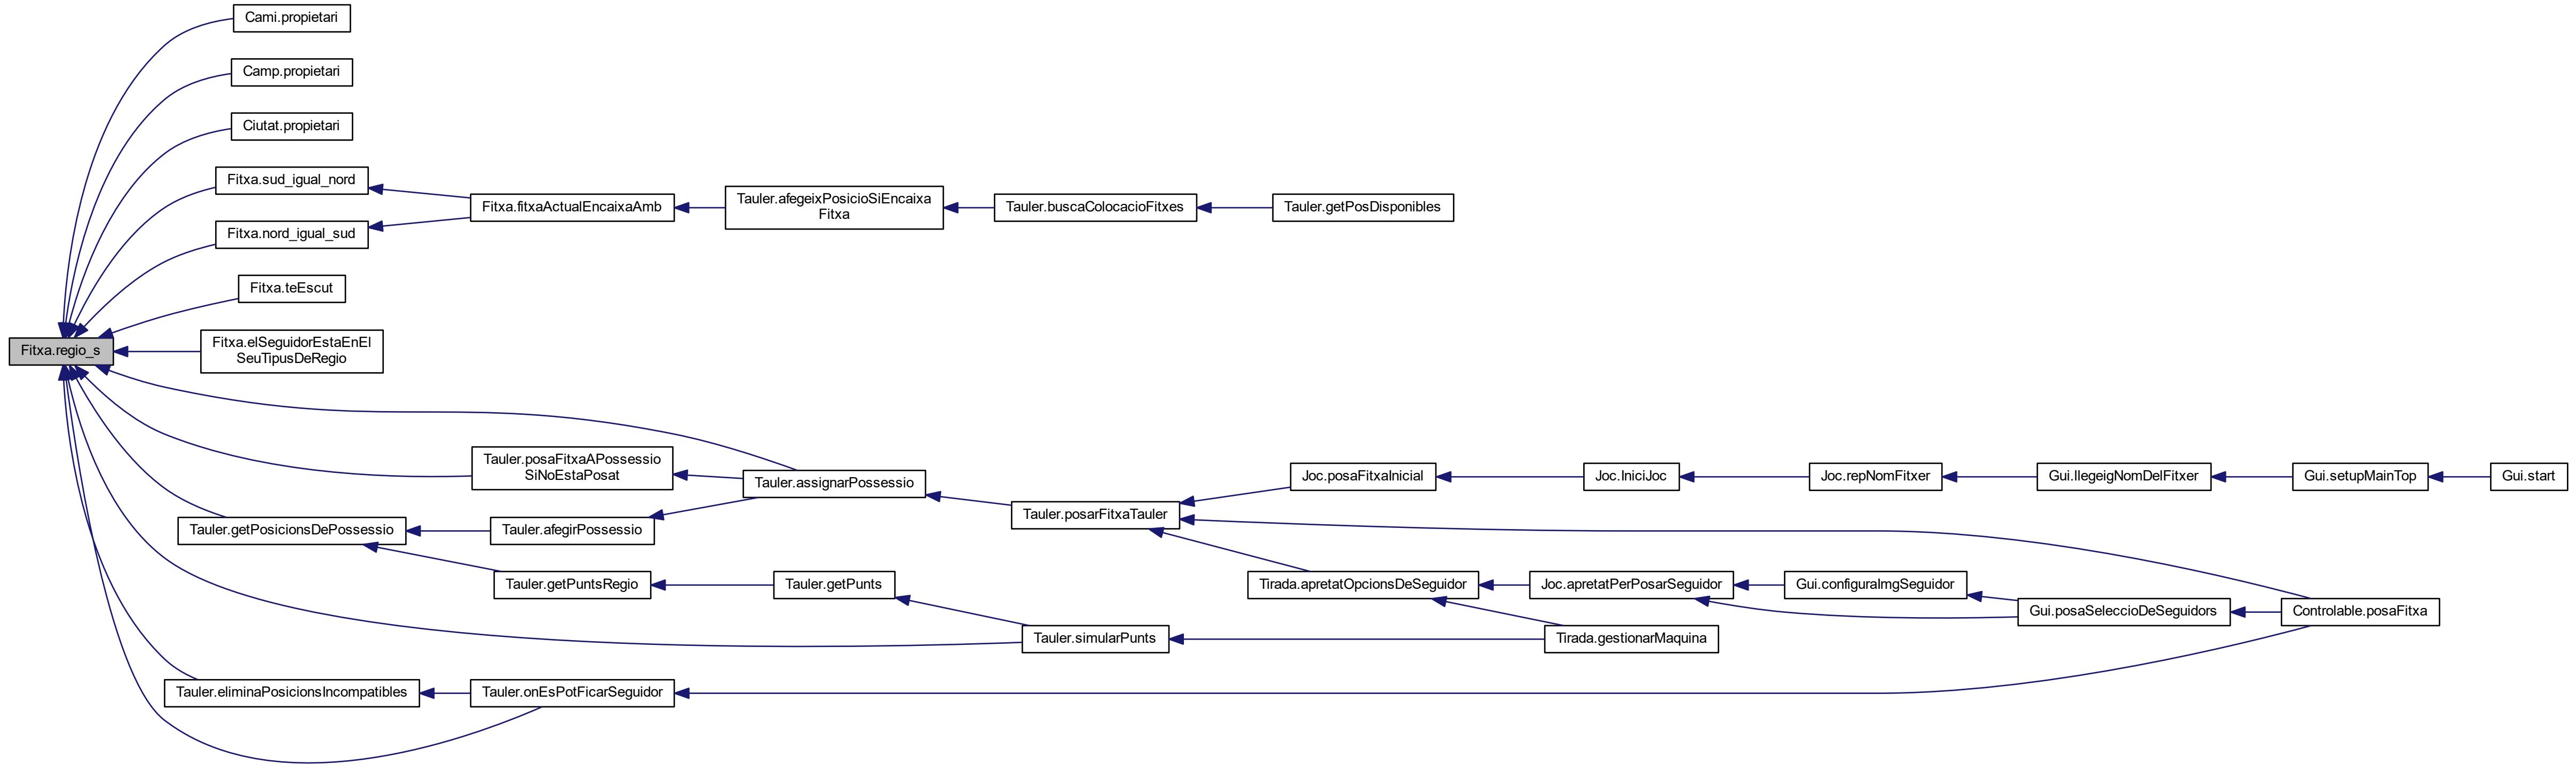 Cami.propietari
Camp.propietari
Ciutat.propietari
Fitxa.sud_igual_nord
Fitxa.fitxaActualEncaixaAmb
Tauler.afegeixPosicioSiEncaixa
Fitxa
Tauler.buscaColocacioFitxes
Tauler.getPosDisponibles
Fitxa.nord_igual_sud
Fitxa.teEscut
Fitxa.regio_s
Fitxa.elSeguidorEstaEnEl
SeuTipusDeRegio
Tauler.posaFitxaAPossessio
SiNoEstaPosat
Tauler.assignarPossessio
Joc.posaFitxaInicial
Joc.IniciJoc
Joc.repNomFitxer
Gui.llegeigNomDelFitxer
Gui.setupMainTop
Gui.start
Tauler.posarFitxaTauler
Tauler.getPosicionsDePossessio
Tauler.afegirPossessio
Tauler.getPuntsRegio
Tauler.getPunts
Tirada.apretatOpcionsDeSeguidor
Joc.apretatPerPosarSeguidor
Gui.configuraImgSeguidor
Gui.posaSeleccioDeSeguidors
Controlable.posaFitxa
Tauler.simularPunts
Tirada.gestionarMaquina
Tauler.eliminaPosicionsIncompatibles
Tauler.onEsPotFicarSeguidor